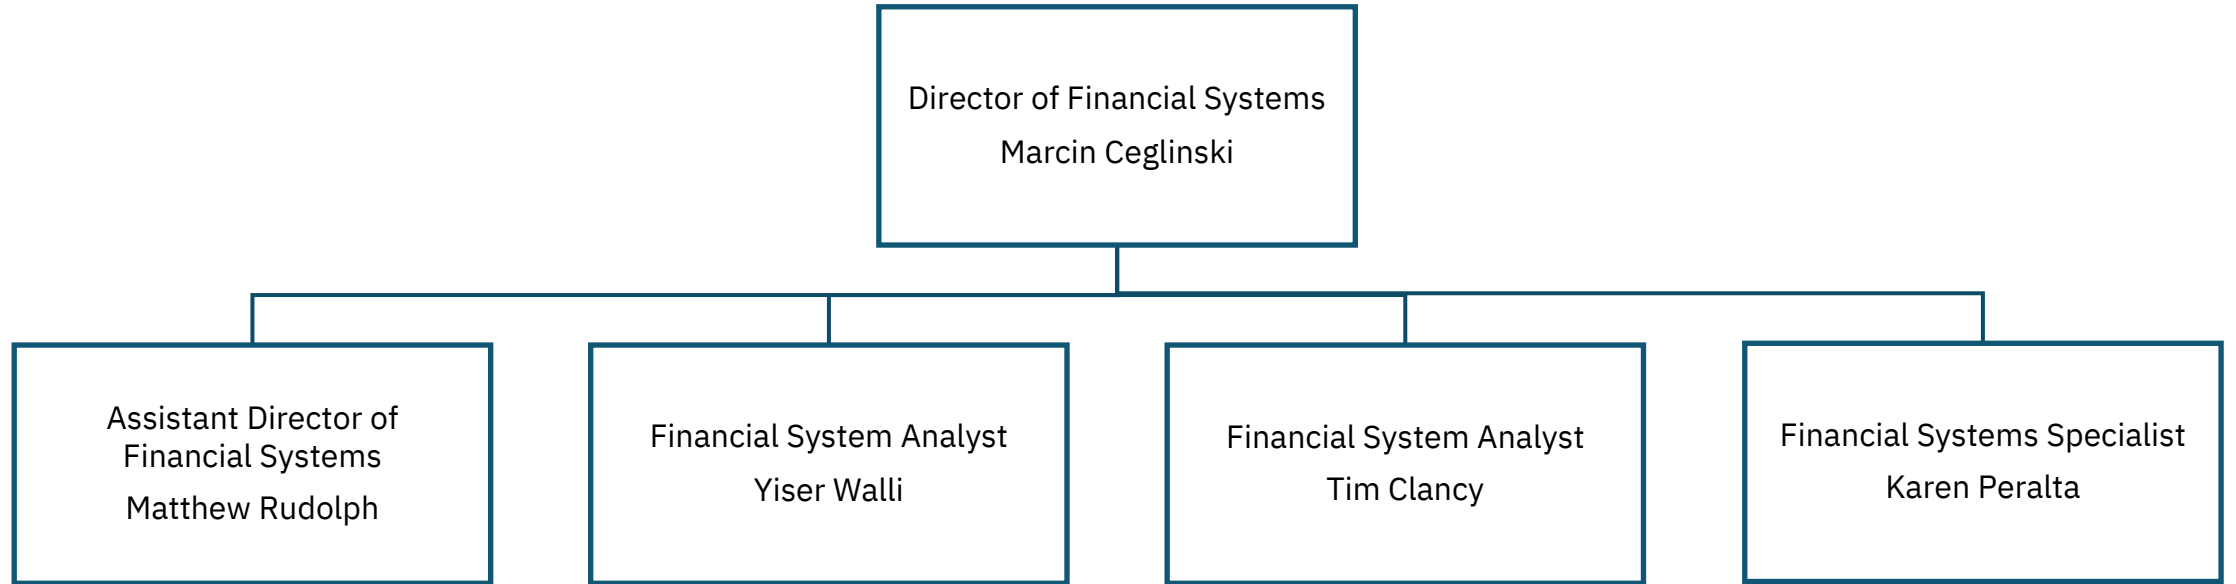 Director of Financial Systems
Marcin Ceglinski
Assistant Director of
Financial Systems
Matthew Rudolph
Financial System Analyst
Yiser Walli
Financial System Analyst
Tim Clancy
Financial Systems Specialist
Karen Peralta